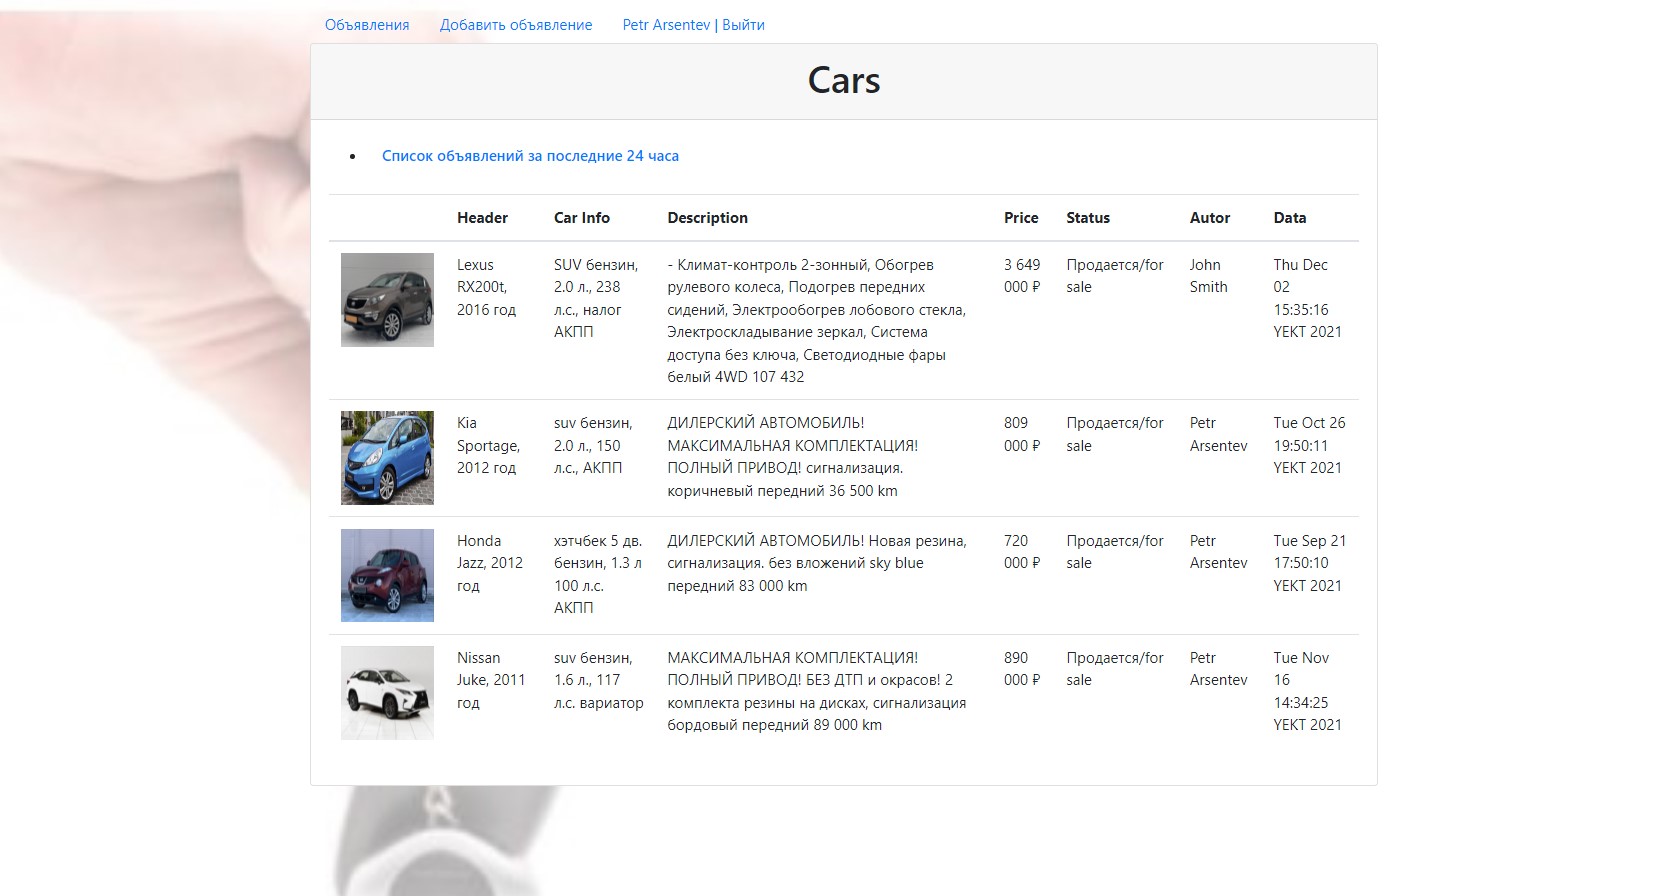 Объявления Добавить объявление Petr Arsentev | Выйти
Cars
Список объявлений за последние 24 часа
Header Car Info Description Price Status Autor Data
Lexus
RX200t,
2016 год
SUV бензин,
2.0 л., 238
л.с., налог
АКПП
- Климат-контроль 2-зонный, Обогрев
рулевого колеса, Подогрев передних
сидений, Электрообогрев лобового стекла,
Электроскладывание зеркал, Система
доступа без ключа, Светодиодные фары
белый 4WD 107 432
3 649
000 ₽
Продается/for
sale
John
Smith
Thu Dec
02
15:35:16
YEKT 2021
Kia
Sportage,
2012 год
suv бензин,
2.0 л., 150
л.с., АКПП
ДИЛЕРСКИЙ АВТОМОБИЛЬ!
МАКСИМАЛЬНАЯ КОМПЛЕКТАЦИЯ!
ПОЛНЫЙ ПРИВОД! сигнализация.
коричневый передний 36 500 km
809
000 ₽
Продается/for
sale
Petr
Arsentev
Tue Oct 26
19:50:11
YEKT 2021
Honda
Jazz, 2012
год
хэтчбек 5 дв.
бензин, 1.3 л
100 л.с.
АКПП
ДИЛЕРСКИЙ АВТОМОБИЛЬ! Новая резина,
сигнализация. без вложений sky blue
передний 83 000 km
720
000 ₽
Продается/for
sale
Petr
Arsentev
Tue Sep 21
17:50:10
YEKT 2021
Nissan
Juke, 2011
год
suv бензин,
1.6 л., 117
л.с. вариатор
МАКСИМАЛЬНАЯ КОМПЛЕКТАЦИЯ!
ПОЛНЫЙ ПРИВОД! БЕЗ ДТП и окрасов! 2
комплекта резины на дисках, сигнализация
бордовый передний 89 000 km
890
000 ₽
Продается/for
sale
Petr
Arsentev
Tue Nov
16
14:34:25
YEKT 2021